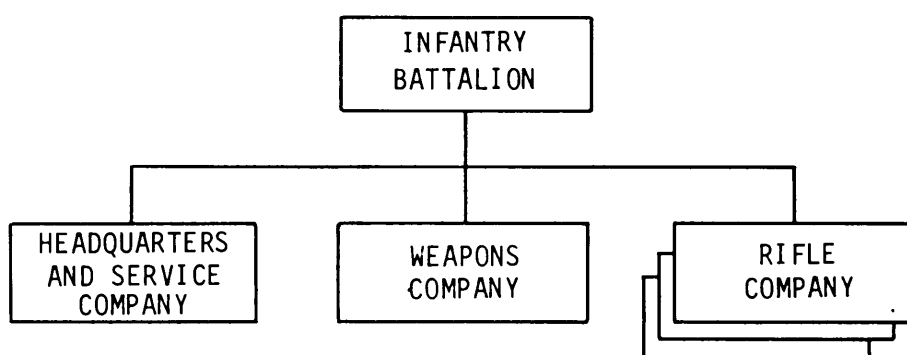 INFANTRY
BATTALION
HEADQUARTERS
AND SERVICE
COMPANY
WEAPONS
COMPANY
RIFLE
COMPANY